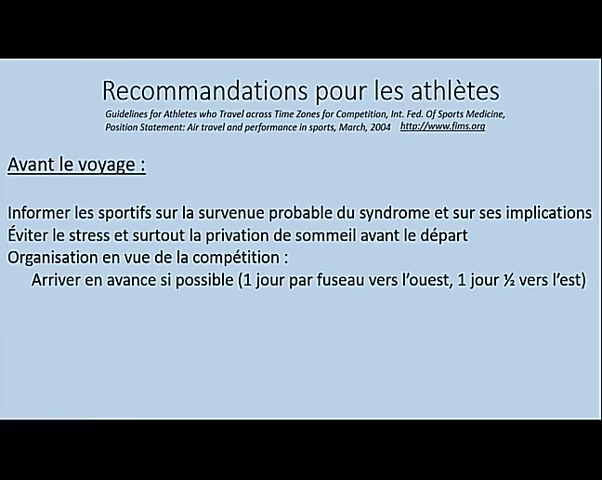 Recommandations pour les athlètes
Guidelines for Athletes who Travel across Time Zones for Competition, Int. Fed. Of Sports Medicine,
Position Statement: Air travel and performance in sports, March, 2004 http://www.fims.org
Avant le voyage :
Informer les sportifs sur la survenue probable du syndrome et sur ses implications
Éviter le stress et surtout la privation de sommeil avant le départ
Organisation en vue de la compétition :
Arriver en avance si possible (1 jour par fuseau vers l’ouest, 1 jour ½ vers l’est)